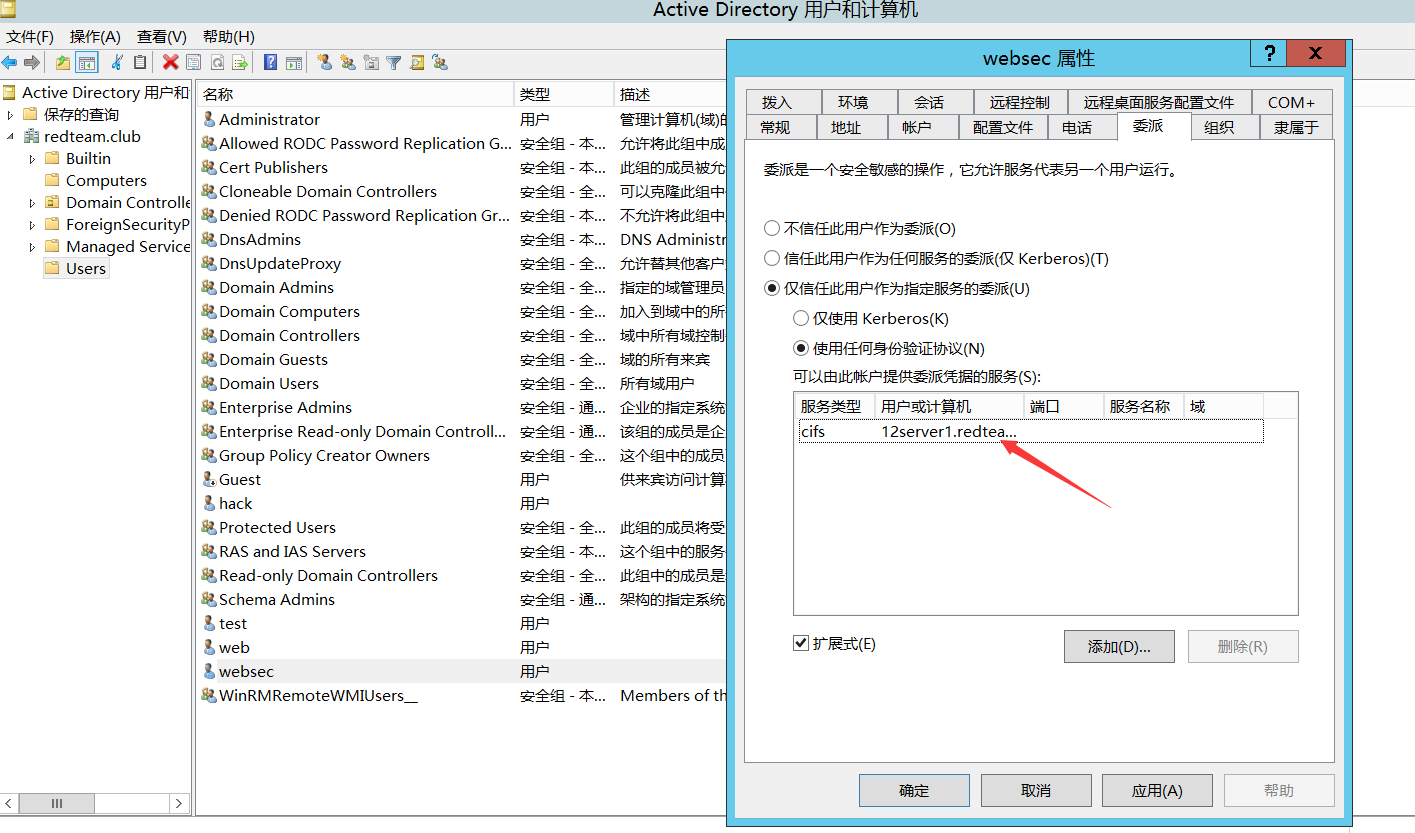 Active Directory 用户和计算机
文件(F) 操作(A) 查看(V) 帮助(H)
Active Directory 用户和
保存的查询
redteam.club
Builtin
Computers
Domain Controlle
ForeignSecurityP
Managed Service
Users
名称 类型 描述
Administrator 用户 管理计算机(域)的
Allowed RODC Password Replication G... 安全组 - 本... 允许将此组中成
Cert Publishers 安全组 - 本... 此组的成员被允
Cloneable Domain Controllers 安全组 - 全... 可以克隆此组中
Denied RODC Password Replication Gr... 安全组 - 本... 不允许将此组中
DnsAdmins 安全组 - 本... DNS Administr
DnsUpdateProxy 安全组 - 全... 允许替其他客户
Domain Admins 安全组 - 全... 指定的域管理员
Domain Computers 安全组 - 全... 加入到域中的所
Domain Controllers 安全组 - 全... 域中所有域控制
Domain Guests 安全组 - 全... 域的所有来宾
Domain Users 安全组 - 全... 所有域用户
Enterprise Admins 安全组 - 通... 企业的指定系统
Enterprise Read-only Domain Controll... 安全组 - 通... 该组的成员是企
Group Policy Creator Owners 安全组 - 全... 这个组中的成员
Guest 用户 供来宾访问计算
hack 用户
Protected Users 安全组 - 全... 此组的成员将受
RAS and IAS Servers 安全组 - 本... 这个组中的服务
Read-only Domain Controllers 安全组 - 全... 此组中的成员是
Schema Admins 安全组 - 通... 架构的指定系统
test 用户
web 用户
websec 用户
WinRMRemoteWMIUsers__ 安全组 - 本... Members of th
websec 属性
? X
拨入 环境 会话 远程控制 远程桌面服务配置文件 COM+
常规 地址 帐户 配置文件 电话 委派 组织 隶属于
委派是一个安全敏感的操作，它允许服务代表另一个用户运行。
不信任此用户作为委派(O)
信任此用户作为任何服务的委派(仅 Kerberos)(T)
仅信任此用户作为指定服务的委派(U)
仅使用 Kerberos(K)
使用任何身份验证协议(N)
可以由此帐户提供委派凭据的服务(S):
服务类型 用户或计算机 端口 服务名称 域
cifs 12server1.redtea...
扩展式(E) 添加(D)... 删除(R)
确定 取消 应用(A) 帮助